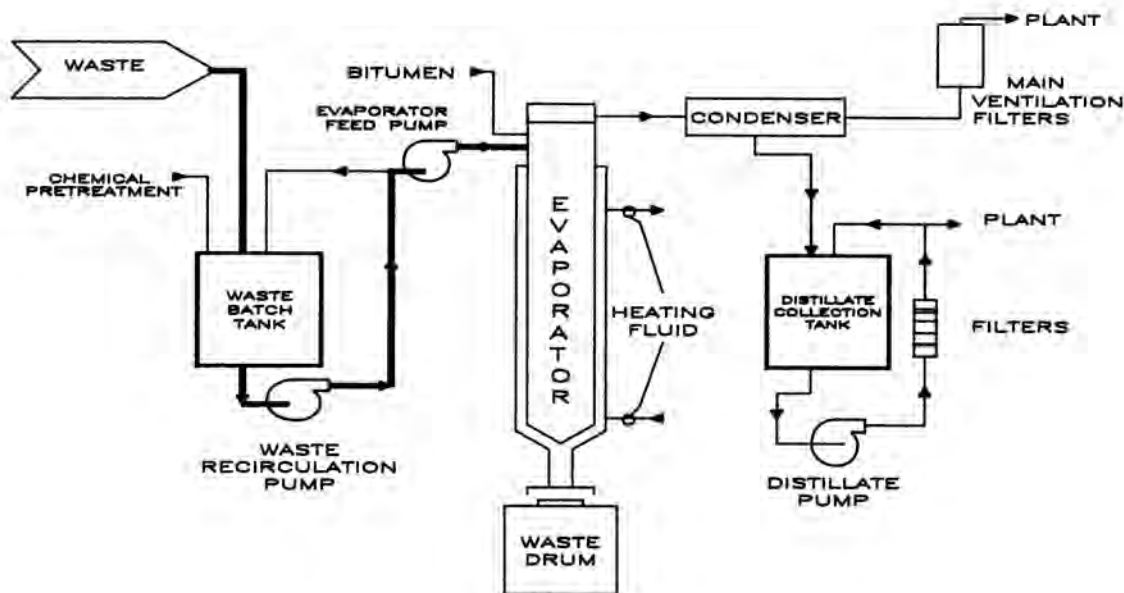 PLANT
WASTE
MAIN
VENTILATION
FILTERS
BITUMEN
EVAPORATOR
FEED PUMP
CONDENSER
CHEMICAL
PRETREATMENT
EVAPORATOR
PLANT
WASTE
BATCH
TANK
HEATING
FLUID
DISTILLATE
COLLECTION
TANK
FILTERS
WASTE
RECIRCULATION
PUMP
DISTILLATE
PUMP
WASTE
DRUM